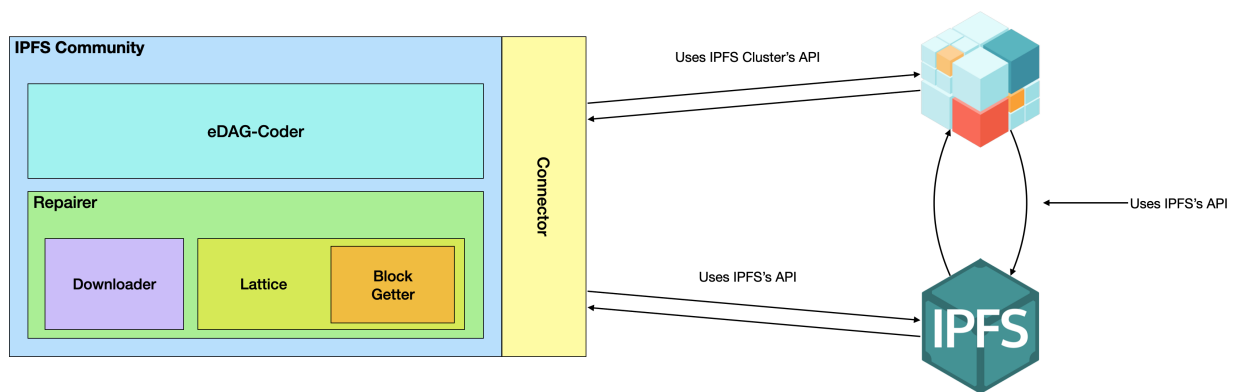 IPFS Community
eDAG-Coder
Repairer
Downloader
Lattice
Block
Getter
Connector
Uses IPFS Cluster's API
Uses IPFS's API
Uses IPFS's API
IPFS